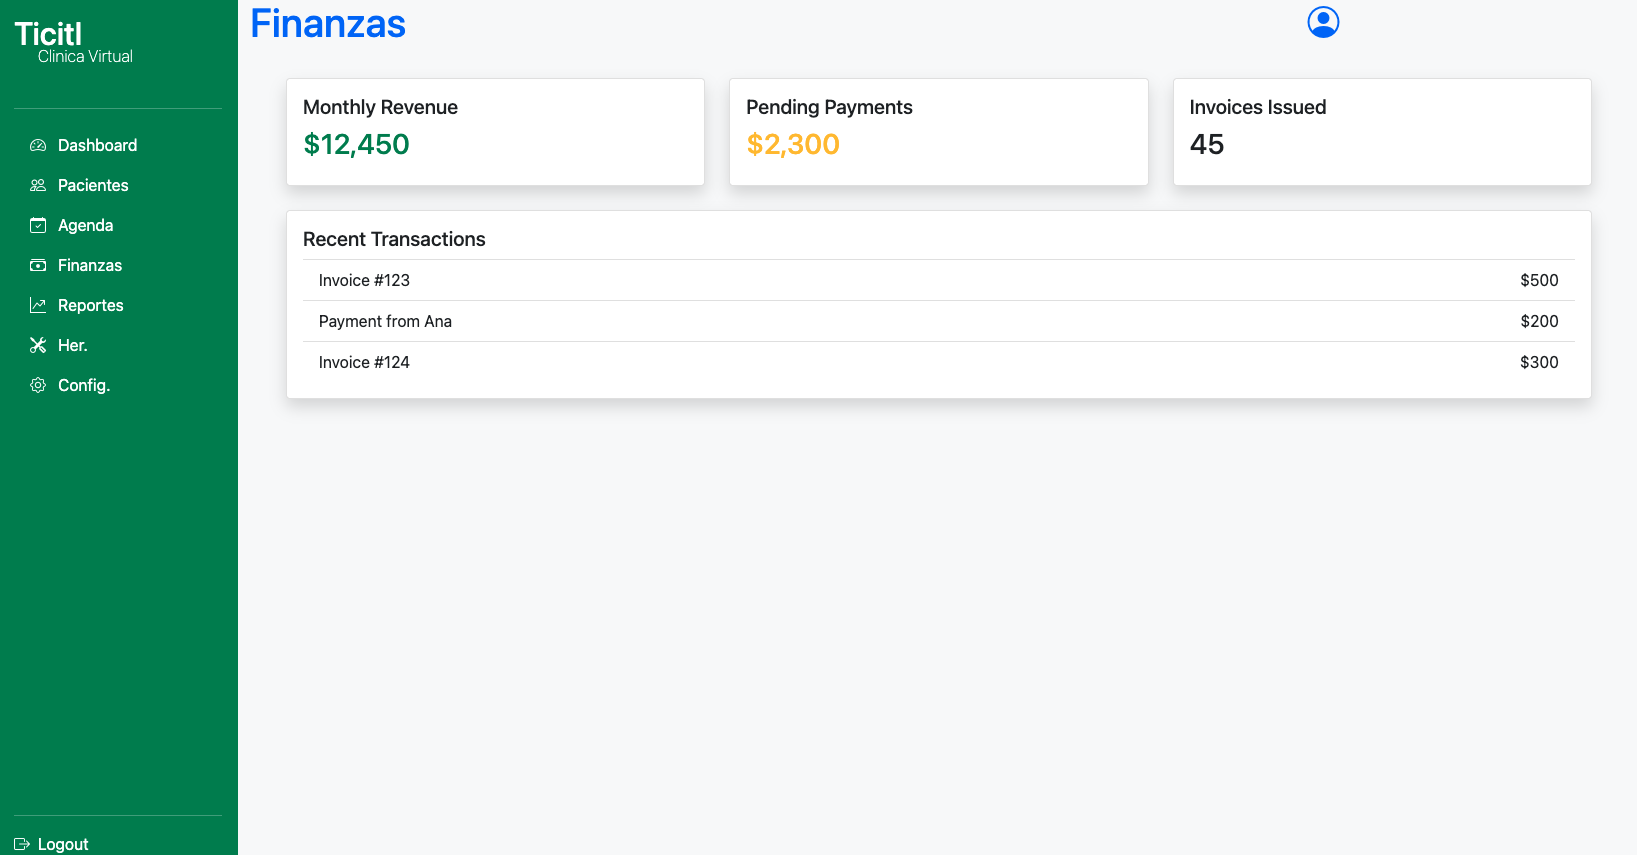 Ticitl
Clinica Virtual
Dashboard
Pacientes
Agenda
Finanzas
Reportes
Her.
Config.
Logout
Finanzas
Monthly Revenue
$12,450
Pending Payments
$2,300
Invoices Issued
45
Recent Transactions
Invoice #123 $500
Payment from Ana $200
Invoice #124 $300